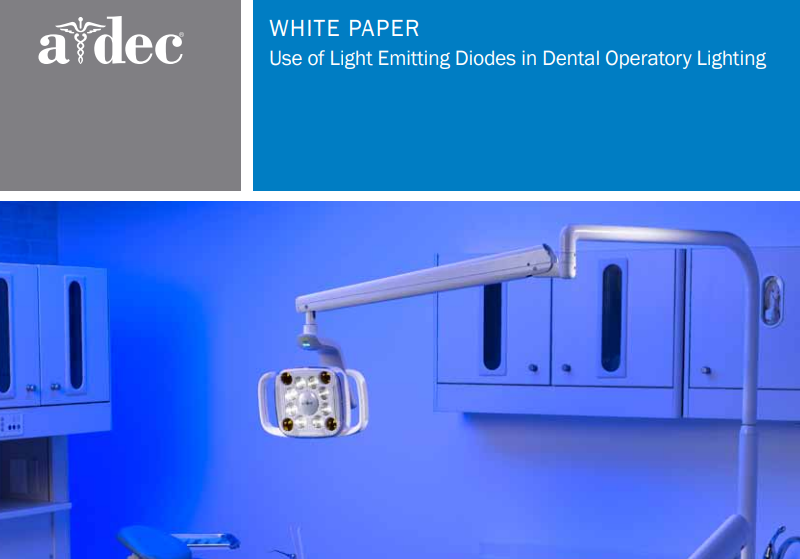 a dec®
WHITE PAPER
Use of Light Emitting Diodes in Dental Operatory Lighting